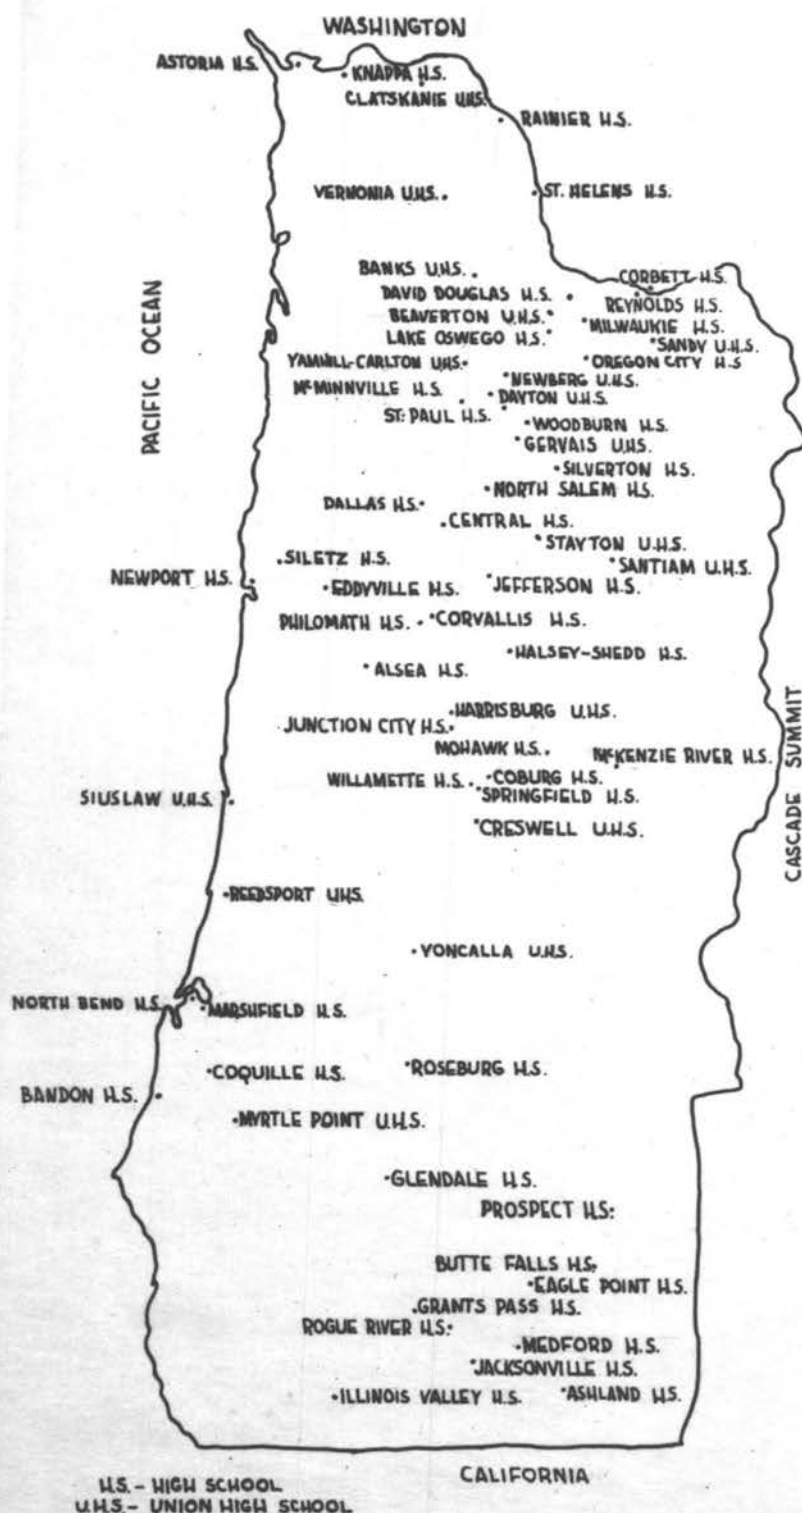 WASHINGTON
ASTORIA H.S.
KNAPPA H.S.
CLATSKANIE U.H.S.
RAINIER H.S.
VERNONIA U.H.S.
ST. HELENS H.S.
BANKS U.H.S.
CORBETT H.S.
DAVID DOUGLAS H.S.
REYNOLDS H.S.
BEAVERTON U.H.S.
MILWAUKIE H.S.
LAKE OSWEGO H.S.
SANDY U.H.S.
YAMHILL-CARLTON U.H.S.
OREGON CITY H.S
NEWBERG U.H.S.
McMINNVILLE H.S.
DAYTON U.H.S.
ST. PAUL H.S.
WOODBURN H.S.
GERVAIS U.H.S.
SILVERTON H.S.
NORTH SALEM H.S.
DALLAS H.S.
CENTRAL H.S.
STAYTON U.H.S.
SILETZ H.S.
SANTIAM U.H.S.
NEWPORT H.S.
EDDYVILLE H.S.
JEFFERSON H.S.
PHILOMATH H.S.
CORVALLIS H.S.
HALSEY-SHEDD H.S.
ALSEA H.S.
HARRISBURG U.H.S.
JUNCTION CITY H.S.
MOHAWK H.S.
McKENZIE RIVER H.S.
WILLAMETTE H.S.
COBURG H.S.
SIUSLAW U.H.S.
SPRINGFIELD H.S.
CRESWELL U.H.S.
REEDSPORT U.H.S.
YONCALLA U.H.S.
NORTH BEND H.S.
MARSHFIELD H.S.
COQUILLE H.S.
ROSEBURG H.S.
BANDON H.S.
MYRTLE POINT U.H.S.
GLENDALE H.S.
PROSPECT H.S.
BUTTE FALLS H.S.
EAGLE POINT H.S.
GRANTS PASS H.S.
ROGUE RIVER H.S.
MEDFORD H.S.
JACKSONVILLE H.S.
ILLINOIS VALLEY H.S.
ASHLAND H.S.
PACIFIC OCEAN
CASCADE SUMMIT
CALIFORNIA
H.S. - HIGH SCHOOL
U.H.S. - UNION HIGH SCHOOL